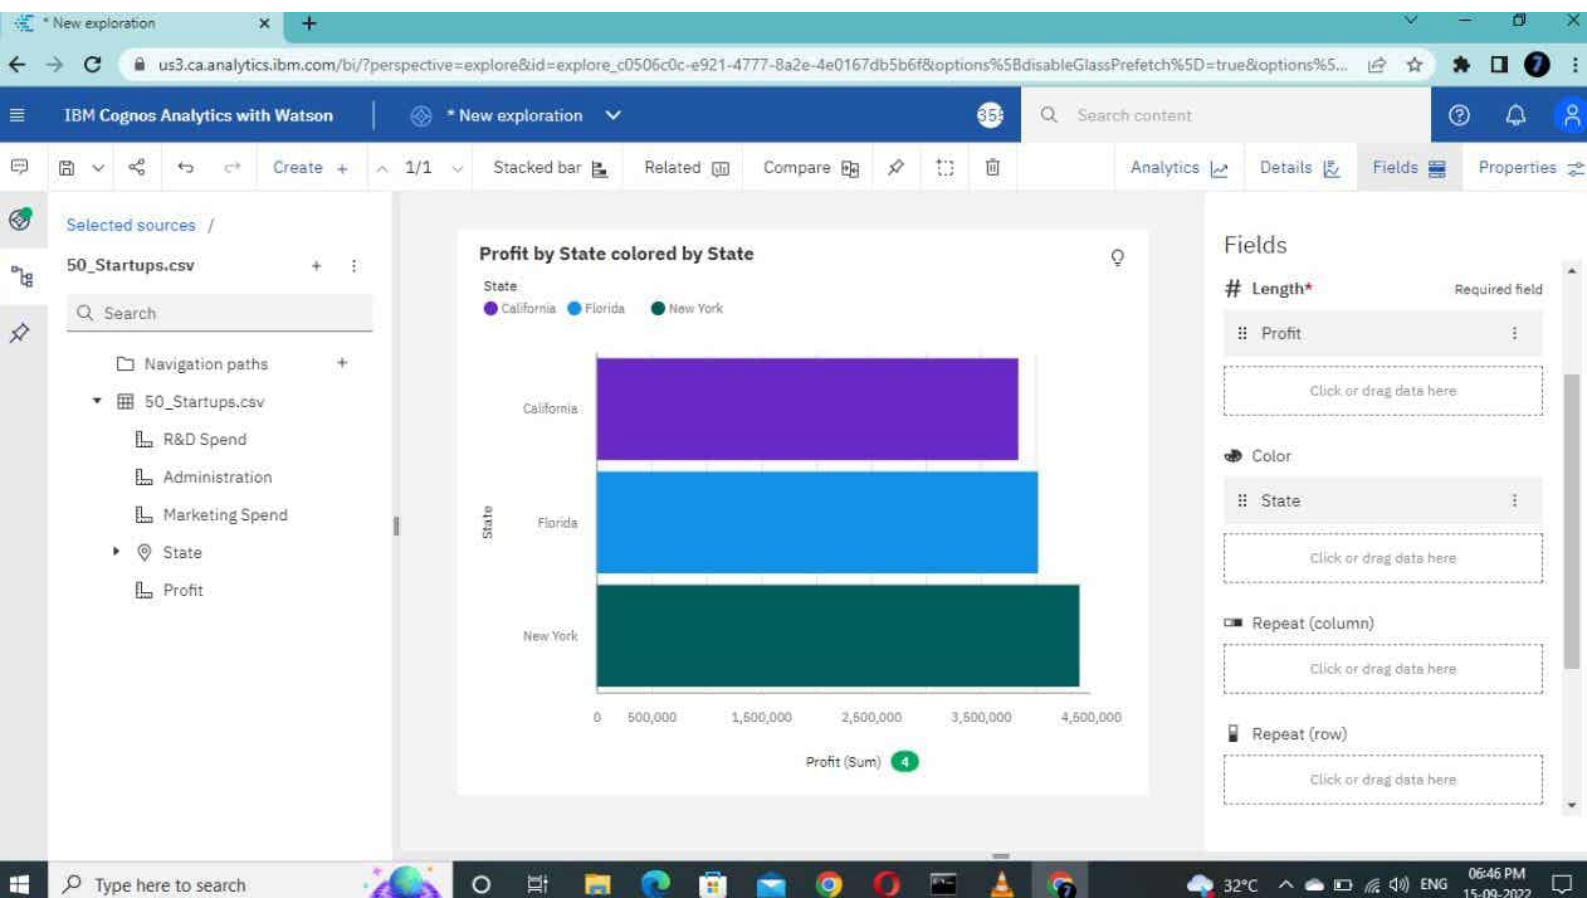 * New exploration
us3.ca.analytics.ibm.com/bi/?perspective=explore&id=explore_c0506c0c-e921-4777-8a2e-4e0167db5b6f&options%5BdisableGlassPrefetch%5D=true&options%5...
IBM Cognos Analytics with Watson
* New exploration
Search content
Create
1/1
Stacked bar
Related
Compare
Analytics
Details
Fields
Properties
Selected sources /
50_Startups.csv
Search
Navigation paths
50_Startups.csv
R&D Spend
Administration
Marketing Spend
State
Profit
Profit by State colored by State
State
California Florida New York
California
Florida
New York
State
0 500,000 1,500,000 2,500,000 3,500,000 4,500,000
Profit (Sum) 4
Fields
# Length* Required field
Profit
Click or drag data here
Color
State
Click or drag data here
Repeat (column)
Click or drag data here
Repeat (row)
Click or drag data here
Type here to search
32°C ENG
06:46 PM
15-09-2022